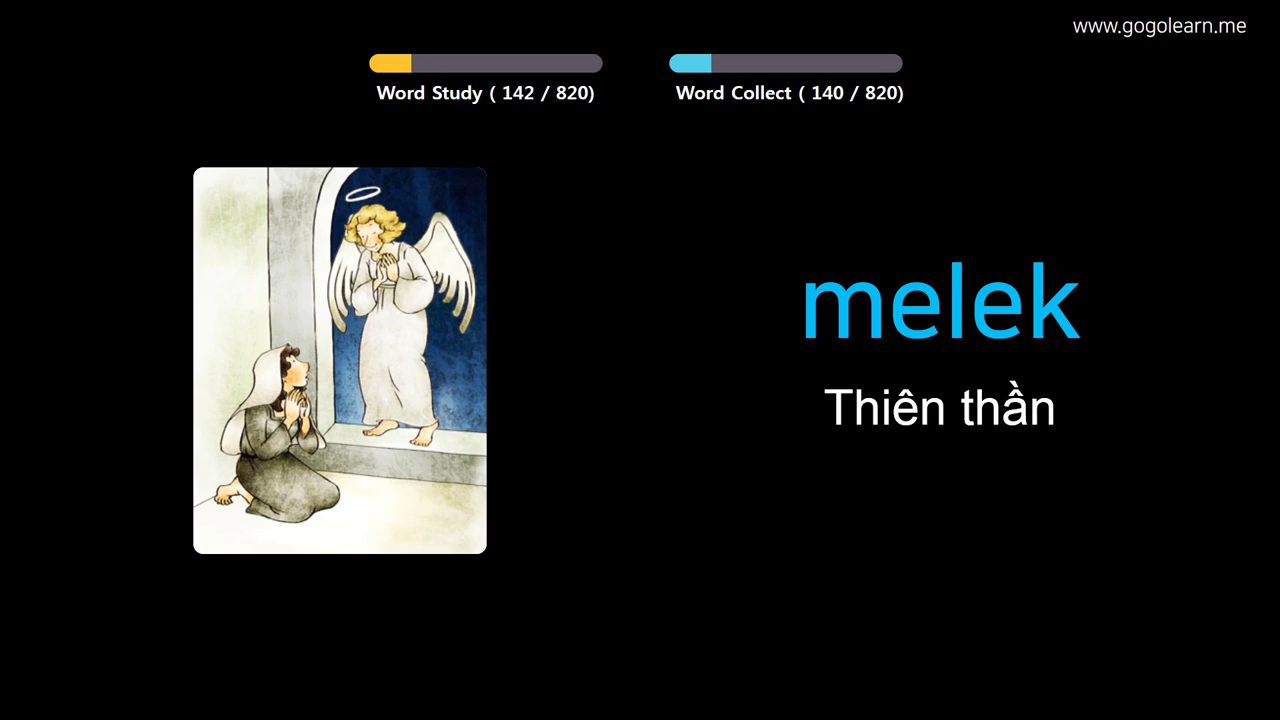 www.gogolearn.me
Word Study ( 142 / 820)
Word Collect ( 140 / 820)
melek
Thiên thần